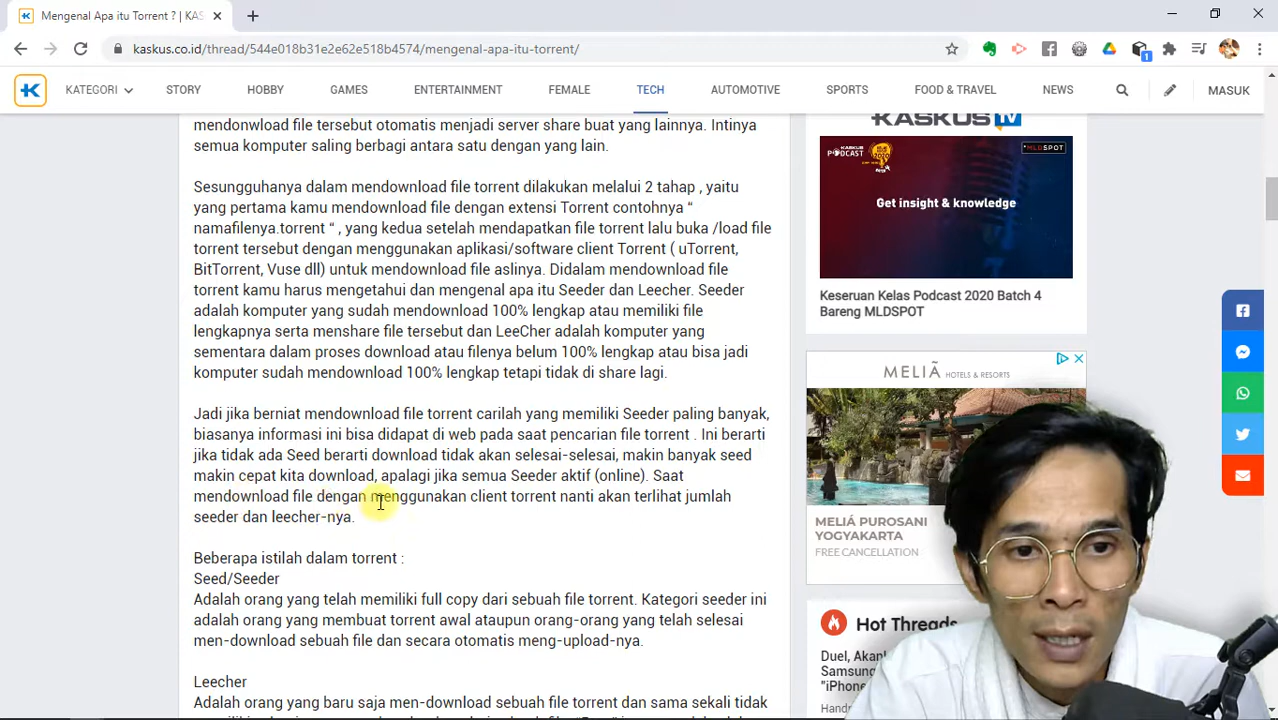 Mengenal Apa itu Torrent ? | KAS
kaskus.co.id/thread/544e018b31e2e62e518b4574/mengenal-apa-itu-torrent/
1
KATEGORI
STORY
HOBBY
GAMES
ENTERTAINMENT
FEMALE
TECH
AUTOMOTIVE
SPORTS
FOOD & TRAVEL
NEWS
MASUK
mendonwload file tersebut otomatis menjadi server share buat yang lainnya. Intinya
semua komputer saling berbagi antara satu dengan yang lain.
Sesungguhanya dalam mendownload file torrent dilakukan melalui 2 tahap , yaitu
yang pertama kamu mendownload file dengan extensi Torrent contohnya “
namafilenya.torrent “ , yang kedua setelah mendapatkan file torrent lalu buka /load file
torrent tersebut dengan menggunakan aplikasi/software client Torrent ( uTorrent,
BitTorrent, Vuse dll) untuk mendownload file aslinya. Didalam mendownload file
torrent kamu harus mengetahui dan mengenal apa itu Seeder dan Leecher. Seeder
adalah komputer yang sudah mendownload 100% lengkap atau memiliki file
lengkapnya serta menshare file tersebut dan LeeCher adalah komputer yang
sementara dalam proses download atau filenya belum 100% lengkap atau bisa jadi
komputer sudah mendownload 100% lengkap tetapi tidak di share lagi.
Jadi jika berniat mendownload file torrent carilah yang memiliki Seeder paling banyak,
biasanya informasi ini bisa didapat di web pada saat pencarian file torrent . Ini berarti
jika tidak ada Seed berarti download tidak akan selesai-selesai, makin banyak seed
makin cepat kita download, apalagi jika semua Seeder aktif (online). Saat
mendownload file dengan menggunakan client torrent nanti akan terlihat jumlah
seeder dan leecher-nya.
Beberapa istilah dalam torrent :
Seed/Seeder
Adalah orang yang telah memiliki full copy dari sebuah file torrent. Kategori seeder ini
adalah orang yang membuat torrent awal ataupun orang-orang yang telah selesai
men-download sebuah file dan secara otomatis meng-upload-nya.
Leecher
Adalah orang yang baru saja men-download sebuah file torrent dan sama sekali tidak
KASKUS TV
KASKUS PODCAST
MLDSPOT
Get insight & knowledge
Keseruan Kelas Podcast 2020 Batch 4
Bareng MLDSPOT
MELIÃ
HOTELS & RESORTS
MELIÁ PUROSANI
YOGYAKARTA
FREE CANCELLATION
Hot Threads
Duel, Akank
Samsung
"iPhone